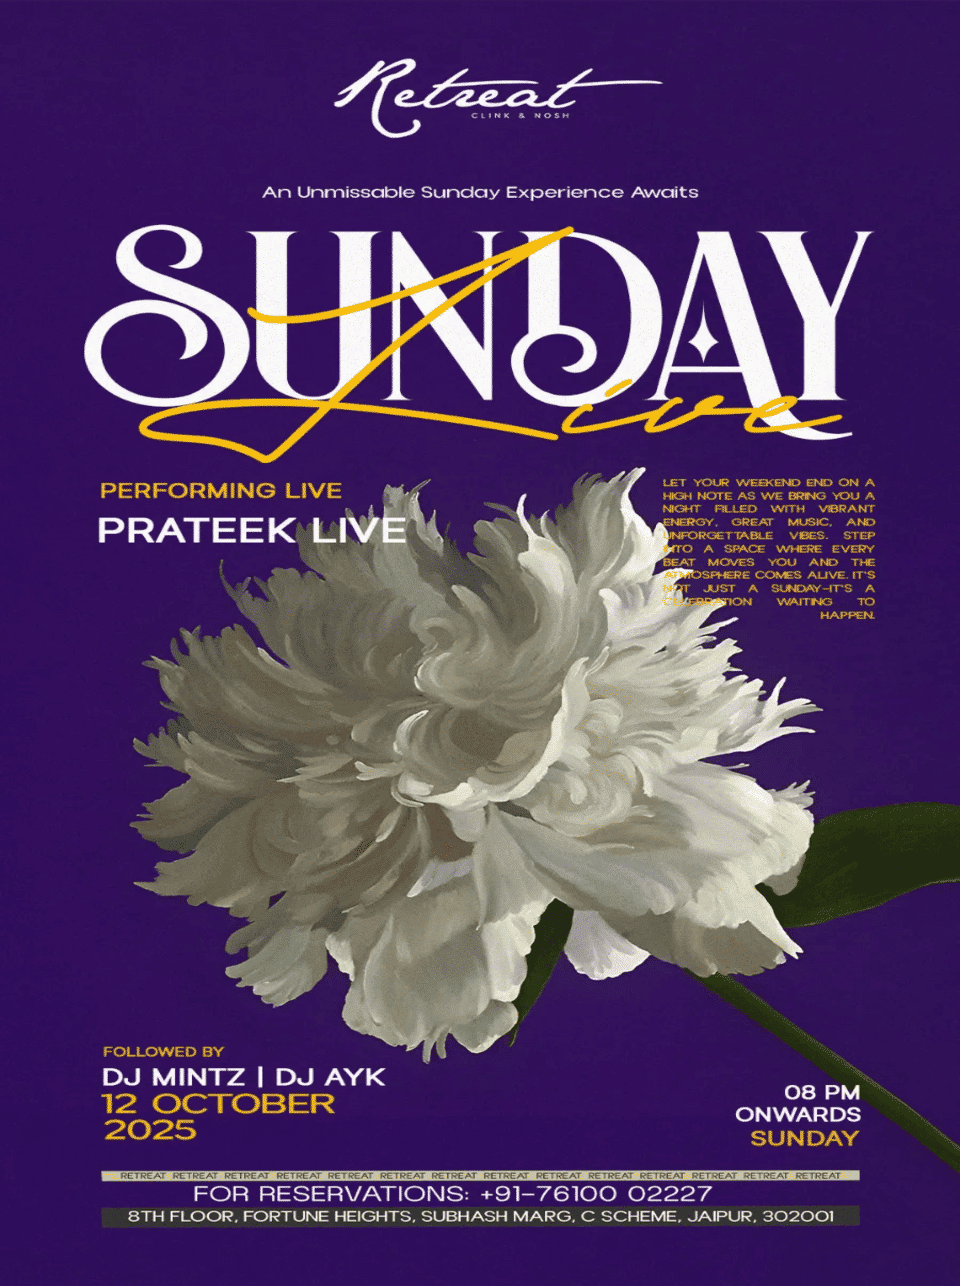 Retreat
CLINK & NOSH
An Unmissable Sunday Experience Awaits
SUNDAY
Live
PERFORMING LIVE
PRATEEK LIVE
LET YOUR WEEKEND END ON A
HIGH NOTE AS WE BRING YOU A
NIGHT FILLED WITH VIBRANT
ENERGY, GREAT MUSIC, AND
UNFORGETTABLE VIBES. STEP
INTO A SPACE WHERE EVERY
BEAT MOVES YOU AND THE
ATMOSPHERE COMES ALIVE. IT'S
NOT JUST A SUNDAY-IT'S A
CELEBRATION WAITING TO
HAPPEN.
FOLLOWED BY
DJ MINTZ | DJ AYK
12 OCTOBER
2025
08 PM
ONWARDS
SUNDAY
RETREAT RETREAT RETREAT RETREAT RETREAT RETREAT RETREAT RETREAT RETREAT RETREAT RETREAT RETREAT RETREAT RETREAT
FOR RESERVATIONS: +91-76100 02227
8TH FLOOR, FORTUNE HEIGHTS, SUBHASH MARG, C SCHEME, JAIPUR, 302001